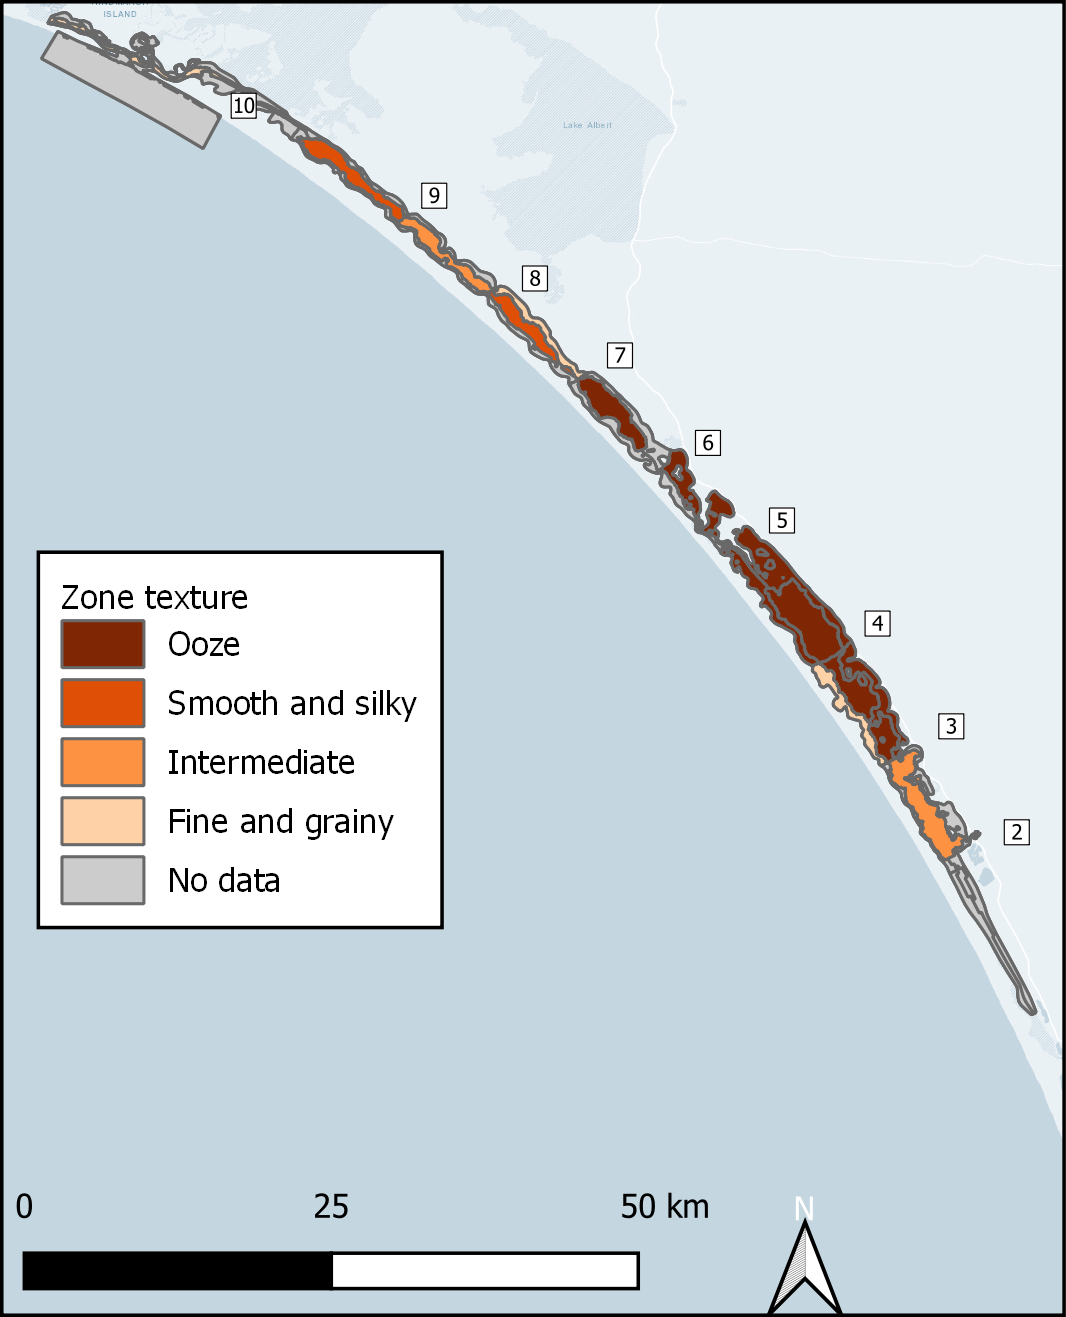 ISLAND
10
Lake Albert
9
8
7
6
5
4
3
2
Zone texture
Ooze
Smooth and silky
Intermediate
Fine and grainy
No data
0 25 50 km
N